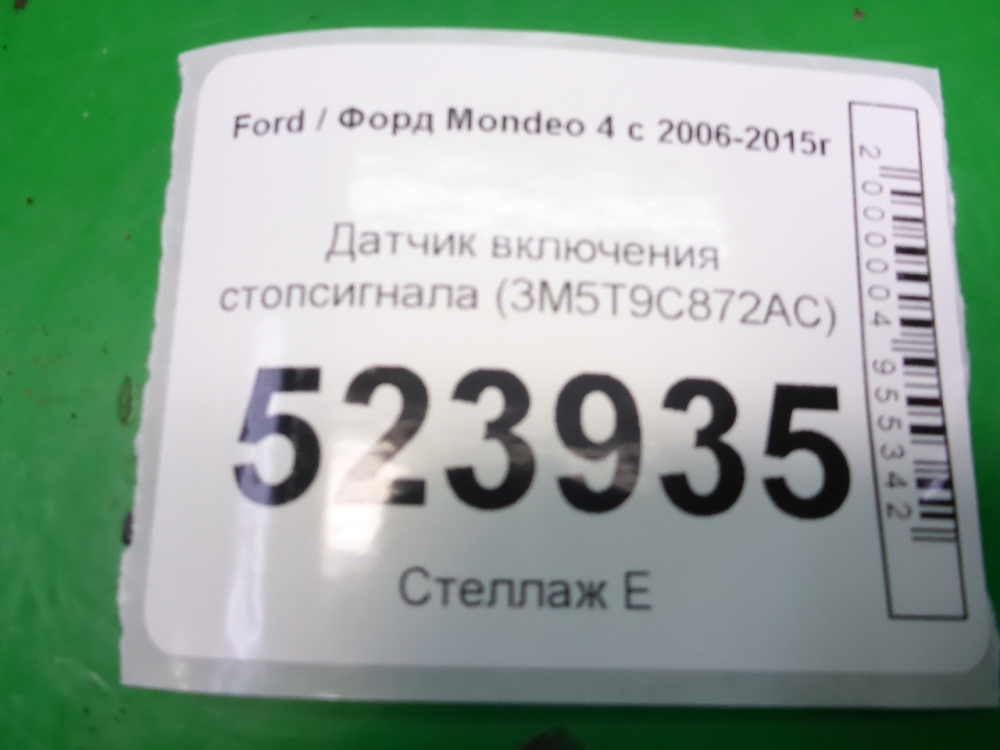 Ford / Форд Mondeo 4 с 2006-2015г
Датчик включения
стопсигнала (3M5T9C872AC)
523935
Стеллаж Е
2000004955342